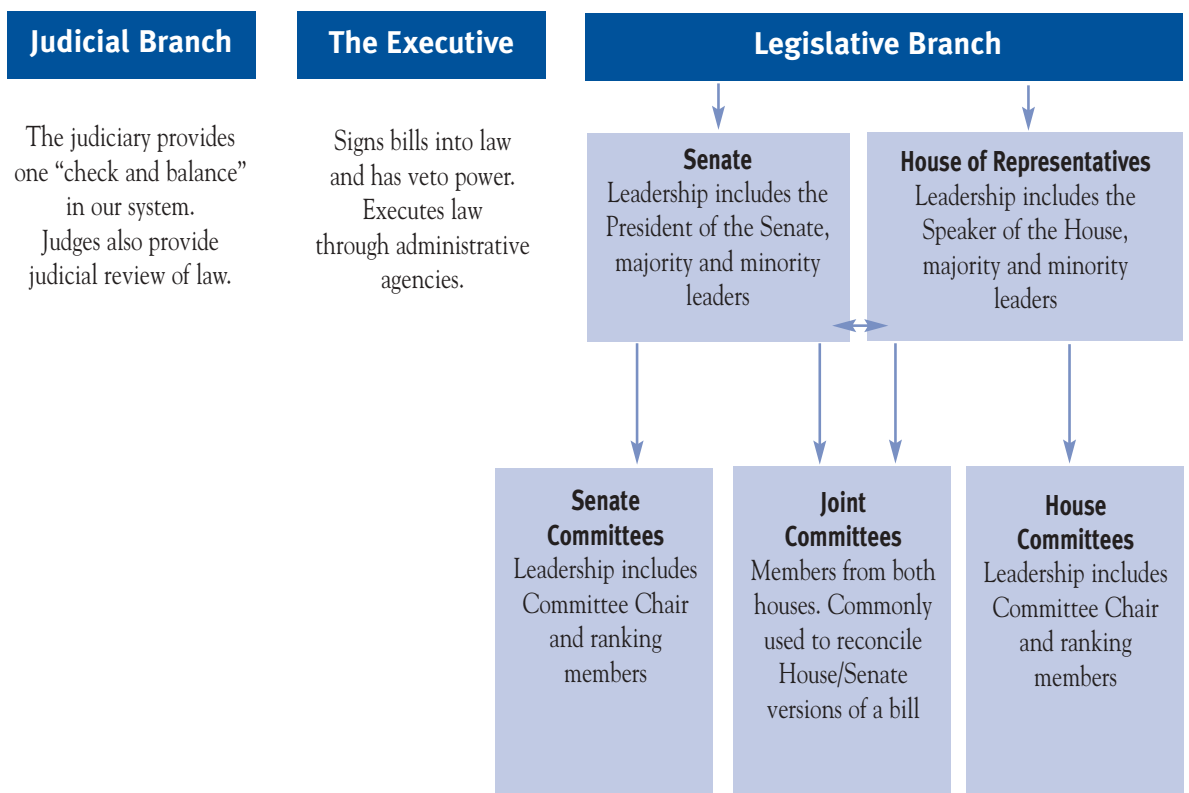 Judicial Branch
The judiciary provides
one “check and balance”
in our system.
Judges also provide
judicial review of law.
The Executive
Signs bills into law
and has veto power.
Executes law
through administrative
agencies.
Legislative Branch
Senate
Leadership includes the
President of the Senate,
majority and minority
leaders
House of Representatives
Leadership includes the
Speaker of the House,
majority and minority
leaders
Senate
Committees
Leadership includes
Committee Chair
and ranking
members
Joint
Committees
Members from both
houses. Commonly
used to reconcile
House/Senate
versions of a bill
House
Committees
Leadership includes
Committee Chair
and ranking
members